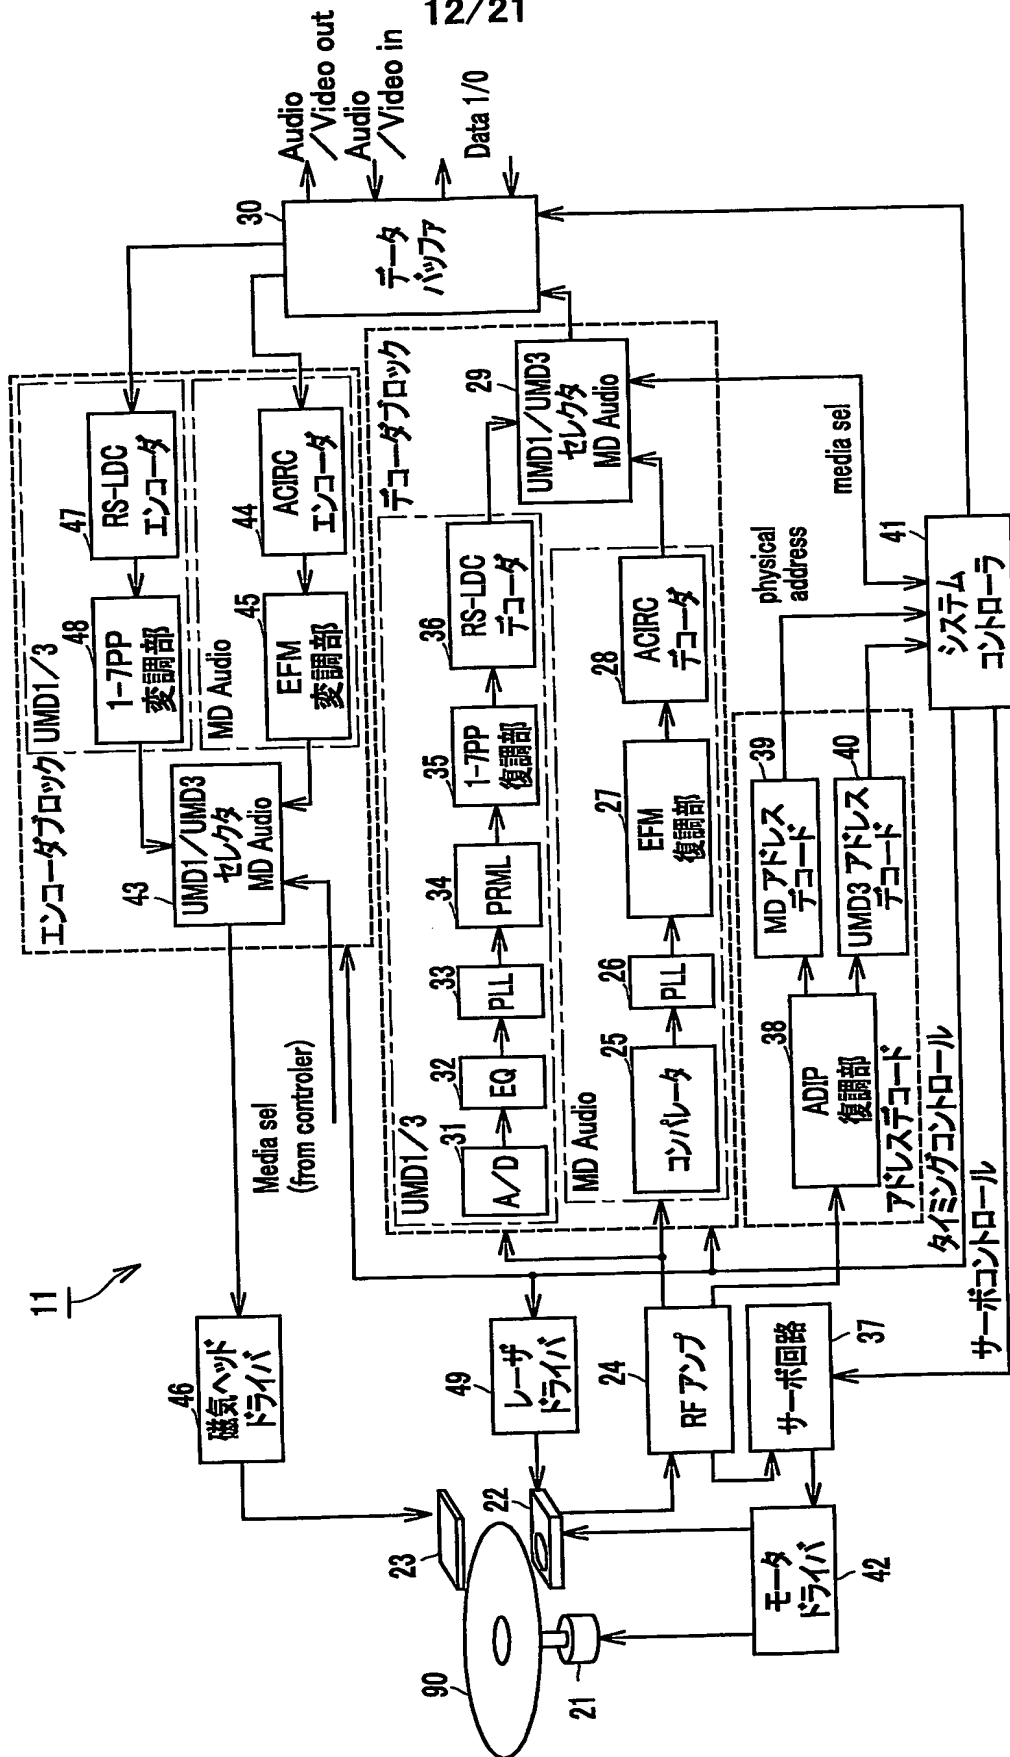 12/21
11
エンコーダブロック
UMD1/3
48
1-7PP
変調部
47
RS-LDC
エンコーダ
MD Audio
45
EFM
変調部
44
ACIRC
エンコーダ
43
UMD1/UMD3
セレクタ
MD Audio
30
データ
バッファ
Audio
/Video out
Audio
/Video in
Data 1/0
46
磁気ヘッド
ドライバ
Media sel
(from controler)
デコーダブロック
UMD1/3
31
A/D
32
EQ
33
PLL
34
PRML
35
1-7PP
復調部
36
RS-LDC
デコーダ
29
UMD1/UMD3
セレクタ
MD Audio
MD Audio
25
コンパレータ
26
PLL
27
EFM
復調部
28
ACIRC
デコーダ
media sel
90
23
22
21
49
レーザ
ドライバ
24
RFアンプ
サーボ回路
37
モータ
ドライバ
42
38
ADIP
復調部
MDアドレス
デコード
39
UMD3アドレス
デコード
40
アドレスデコード
physical
address
41
システム
コントローラ
タイミングコントロール
サーボコントロール